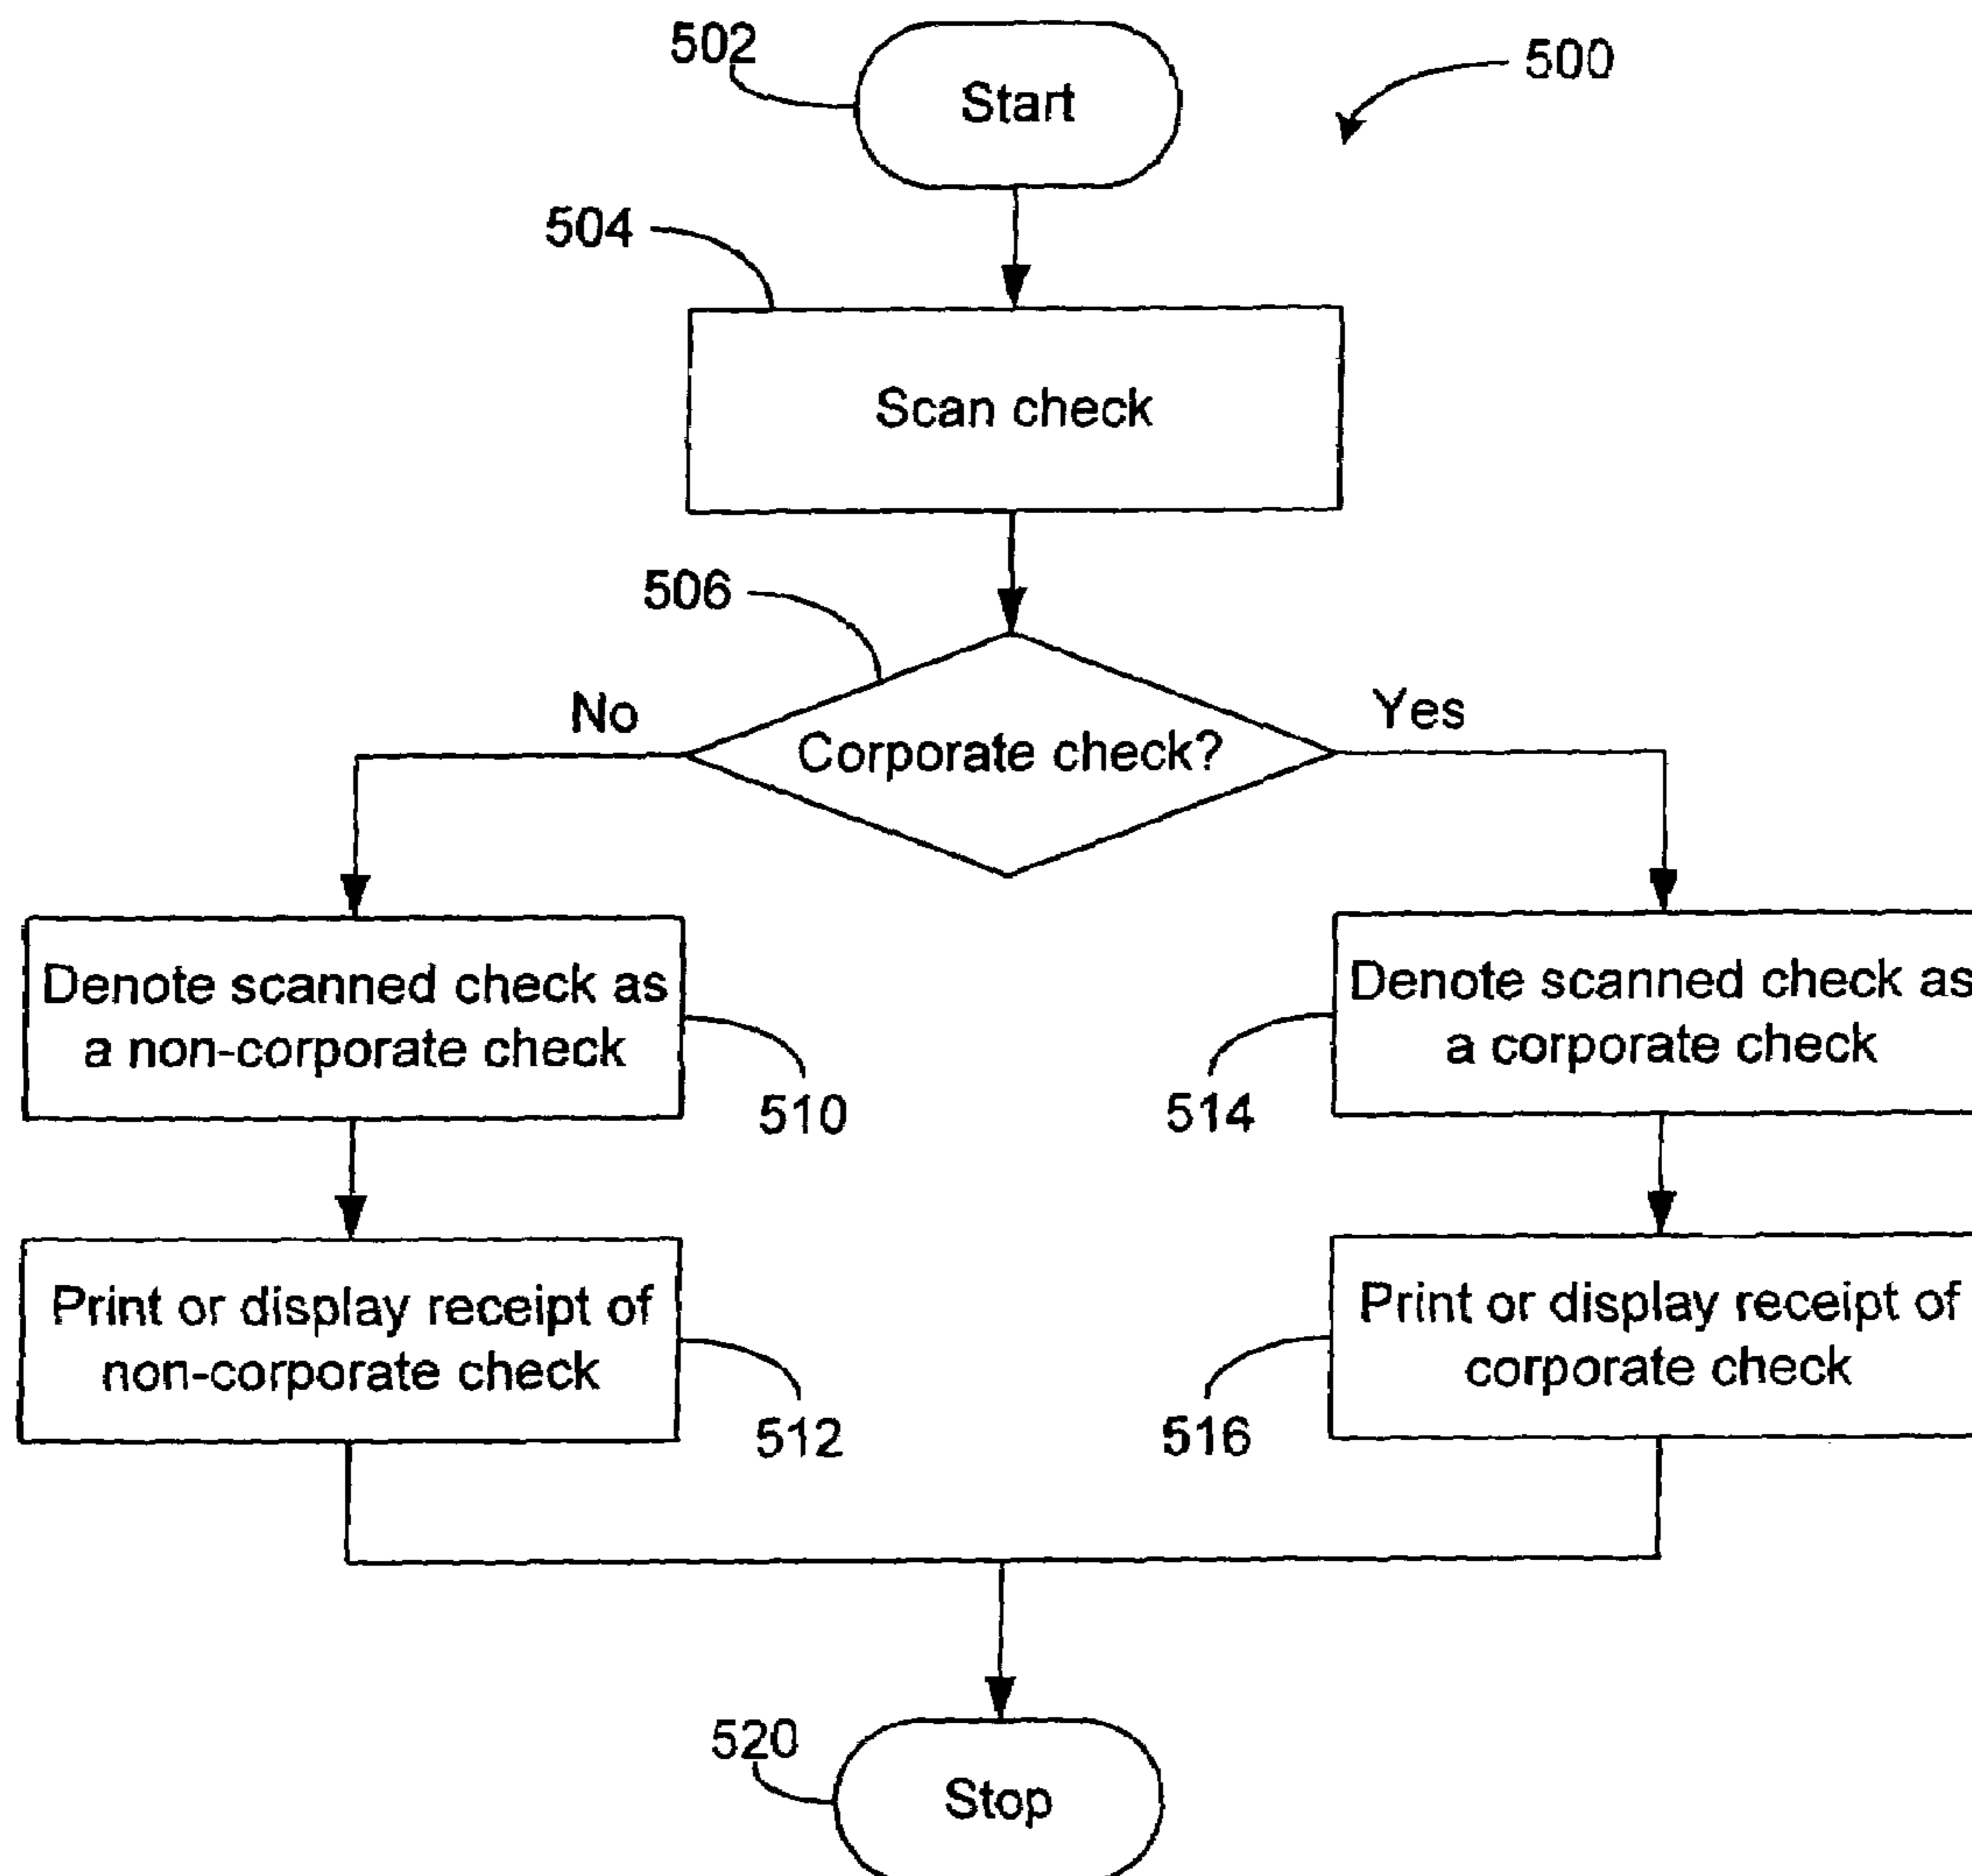 502
Start
500
504
Scan check
506
No
Yes
Corporate check?
Denote scanned check as
a non-corporate check
510
Denote scanned check as
a corporate check
514
Print or display receipt of
non-corporate check
512
Print or display receipt of
corporate check
516
520
Stop